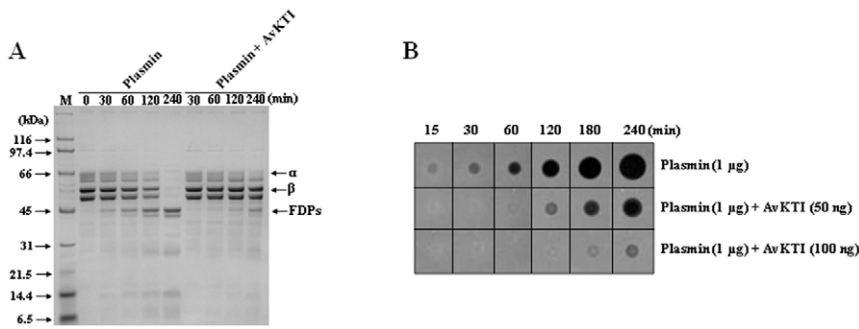 A
Plasmin
Plasmin + AvKTI
M 0 30 60 120 240 30 60 120 240 (min)
(kDa)
116
97.4
66
45
31
21.5
14.4
6.5
α
β
FDPs
B
15 30 60 120 180 240 (min)
Plasmin (1 µg)
Plasmin (1 µg) + AvKTI (50 ng)
Plasmin (1 µg) + AvKTI (100 ng)